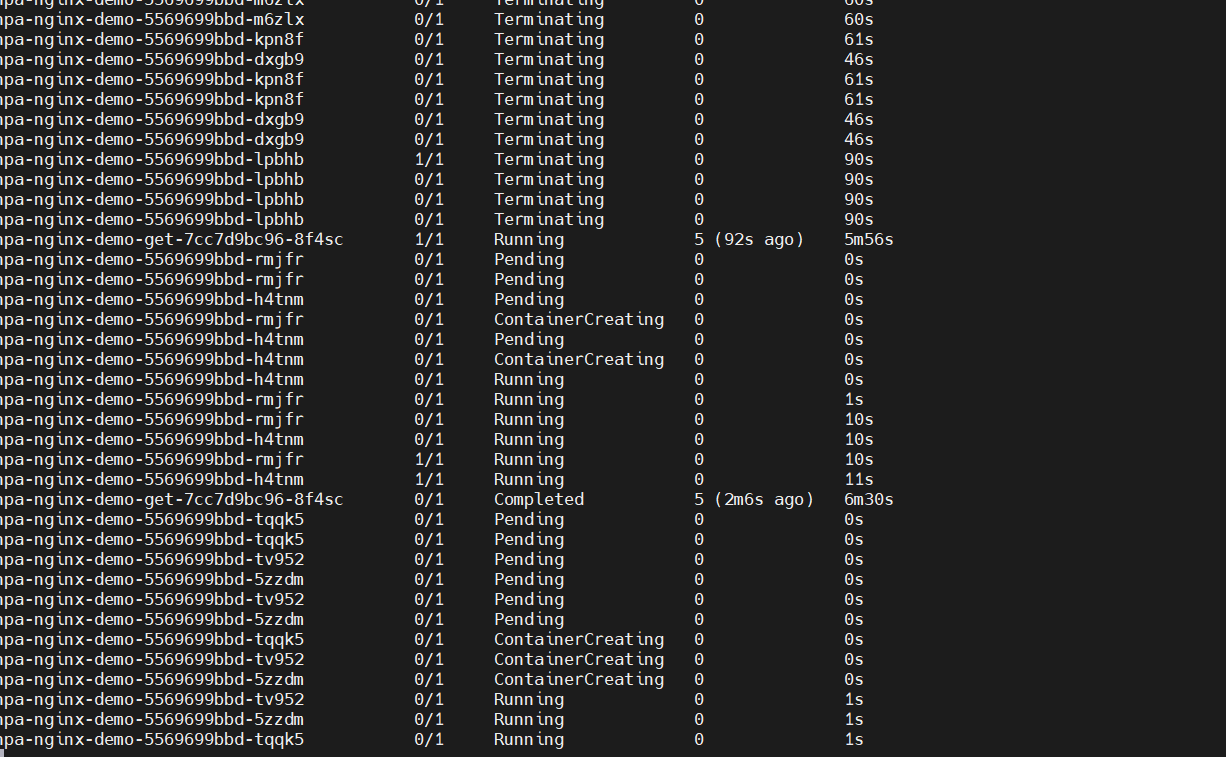 npa-nginx-demo-5569699bbd-m6zlx 0/1 Terminating 0 60s
npa-nginx-demo-5569699bbd-m6zlx 0/1 Terminating 0 60s
npa-nginx-demo-5569699bbd-kpn8f 0/1 Terminating 0 61s
npa-nginx-demo-5569699bbd-dxgb9 0/1 Terminating 0 46s
npa-nginx-demo-5569699bbd-kpn8f 0/1 Terminating 0 61s
npa-nginx-demo-5569699bbd-kpn8f 0/1 Terminating 0 61s
npa-nginx-demo-5569699bbd-dxgb9 0/1 Terminating 0 46s
npa-nginx-demo-5569699bbd-dxgb9 0/1 Terminating 0 46s
npa-nginx-demo-5569699bbd-lpbhb 1/1 Terminating 0 90s
npa-nginx-demo-5569699bbd-lpbhb 0/1 Terminating 0 90s
npa-nginx-demo-5569699bbd-lpbhb 0/1 Terminating 0 90s
npa-nginx-demo-5569699bbd-lpbhb 0/1 Terminating 0 90s
npa-nginx-demo-get-7cc7d9bc96-8f4sc 1/1 Running 5 (92s ago) 5m56s
npa-nginx-demo-5569699bbd-rmjfr 0/1 Pending 0 0s
npa-nginx-demo-5569699bbd-rmjfr 0/1 Pending 0 0s
npa-nginx-demo-5569699bbd-h4tnm 0/1 Pending 0 0s
npa-nginx-demo-5569699bbd-rmjfr 0/1 ContainerCreating 0 0s
npa-nginx-demo-5569699bbd-h4tnm 0/1 Pending 0 0s
npa-nginx-demo-5569699bbd-h4tnm 0/1 ContainerCreating 0 0s
npa-nginx-demo-5569699bbd-h4tnm 0/1 Running 0 0s
npa-nginx-demo-5569699bbd-rmjfr 0/1 Running 0 1s
npa-nginx-demo-5569699bbd-rmjfr 0/1 Running 0 10s
npa-nginx-demo-5569699bbd-h4tnm 0/1 Running 0 10s
npa-nginx-demo-5569699bbd-rmjfr 1/1 Running 0 10s
npa-nginx-demo-5569699bbd-h4tnm 1/1 Running 0 11s
npa-nginx-demo-get-7cc7d9bc96-8f4sc 0/1 Completed 5 (2m6s ago) 6m30s
npa-nginx-demo-5569699bbd-tqqk5 0/1 Pending 0 0s
npa-nginx-demo-5569699bbd-tqqk5 0/1 Pending 0 0s
npa-nginx-demo-5569699bbd-tv952 0/1 Pending 0 0s
npa-nginx-demo-5569699bbd-5zzdm 0/1 Pending 0 0s
npa-nginx-demo-5569699bbd-tv952 0/1 Pending 0 0s
npa-nginx-demo-5569699bbd-5zzdm 0/1 Pending 0 0s
npa-nginx-demo-5569699bbd-tqqk5 0/1 ContainerCreating 0 0s
npa-nginx-demo-5569699bbd-tv952 0/1 ContainerCreating 0 0s
npa-nginx-demo-5569699bbd-5zzdm 0/1 ContainerCreating 0 0s
npa-nginx-demo-5569699bbd-tv952 0/1 Running 0 1s
npa-nginx-demo-5569699bbd-5zzdm 0/1 Running 0 1s
npa-nginx-demo-5569699bbd-tqqk5 0/1 Running 0 1s